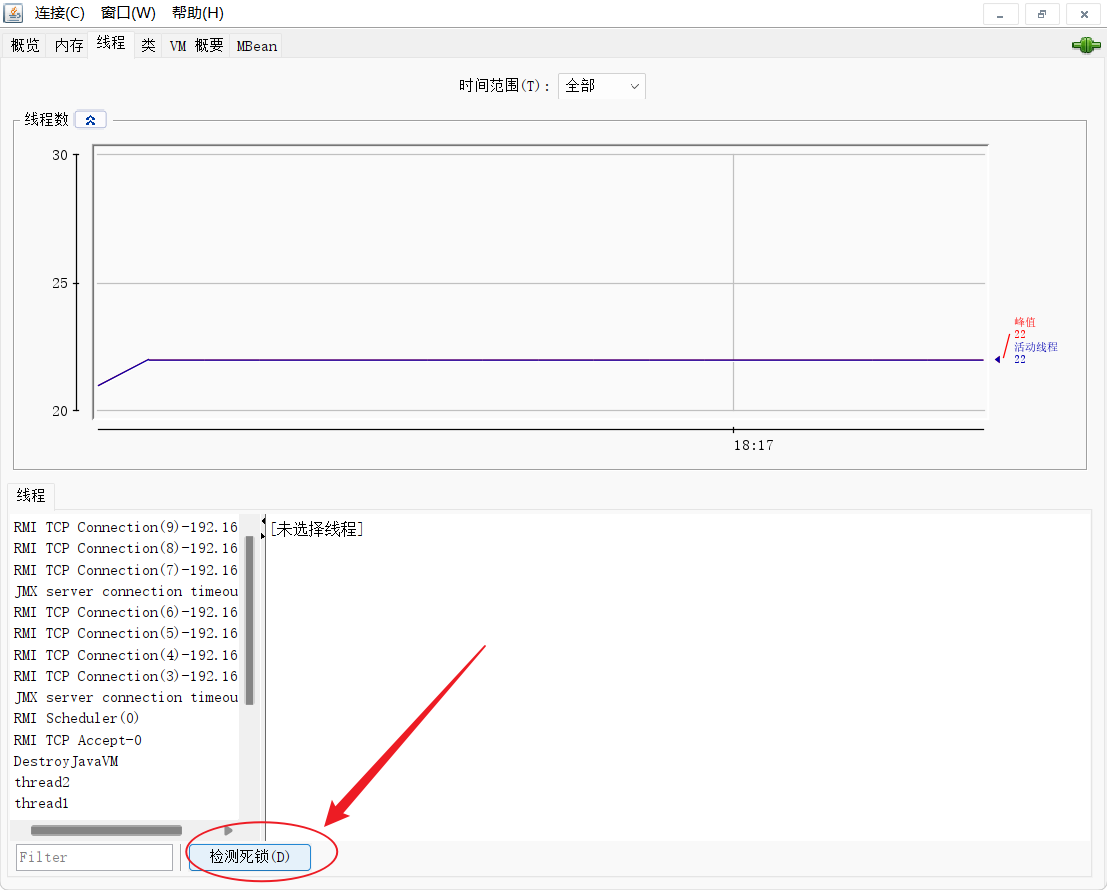 连接(C) 窗口(W) 帮助(H)
概览 内存 线程 类 VM 概要 MBean
时间范围(T): 全部
线程数
30
25
20
峰值
22
活动线程
22
18:17
线程
RMI TCP Connection(9)-192.16
RMI TCP Connection(8)-192.16
RMI TCP Connection(7)-192.16
JMX server connection timeou
RMI TCP Connection(6)-192.16
RMI TCP Connection(5)-192.16
RMI TCP Connection(4)-192.16
RMI TCP Connection(3)-192.16
JMX server connection timeou
RMI Scheduler(0)
RMI TCP Accept-0
DestroyJavaVM
thread2
thread1
[未选择线程]
Filter
检测死锁(D)